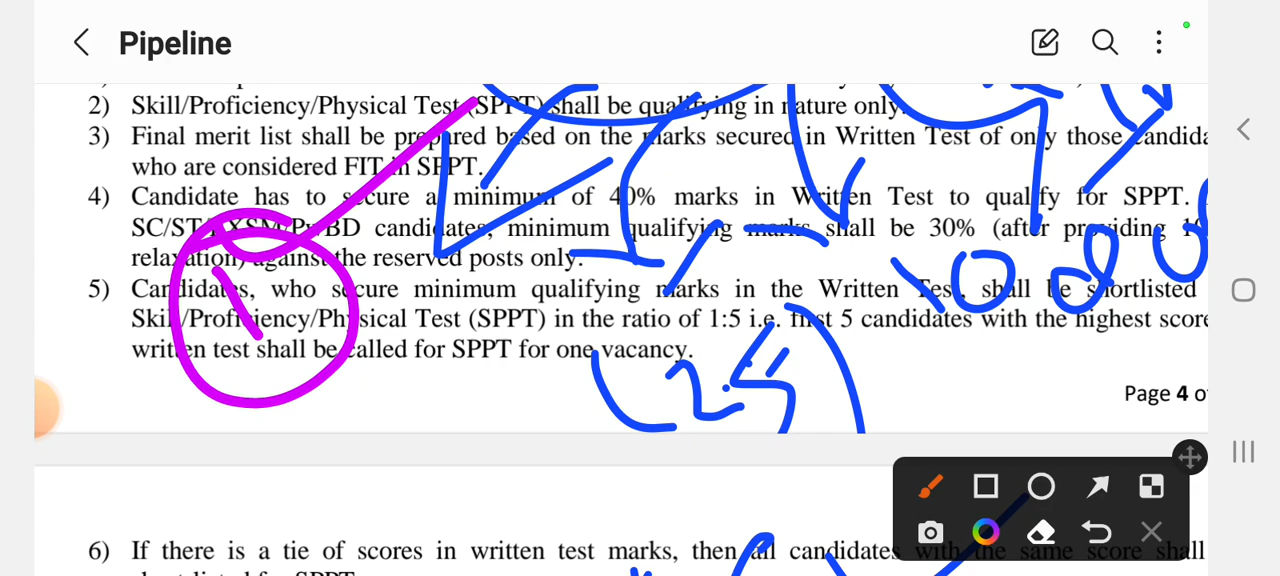 Pipeline
2) Skill/Proficiency/Physical Test (SPPT) shall be qualifying in nature only.
3) Final merit list shall be prepared based on the marks secured in Written Test of only those candida
who are considered FIT in SPPT.
4) Candidate has to secure a minimum of 40% marks in Written Test to qualify for SPPT.
SC/ST/EXSM/PwBD candidates, minimum qualifying marks shall be 30% (after providing
relaxation) against the reserved posts only.
5) Candidates, who secure minimum qualifying marks in the Written Test, shall be shortlisted
Skill/Proficiency/Physical Test (SPPT) in the ratio of 1:5 i.e. first 5 candidates with the highest score
written test shall be called for SPPT for one vacancy.
25
Page 4 o
6) If there is a tie of scores in written test marks, then all candidates with the same score shall